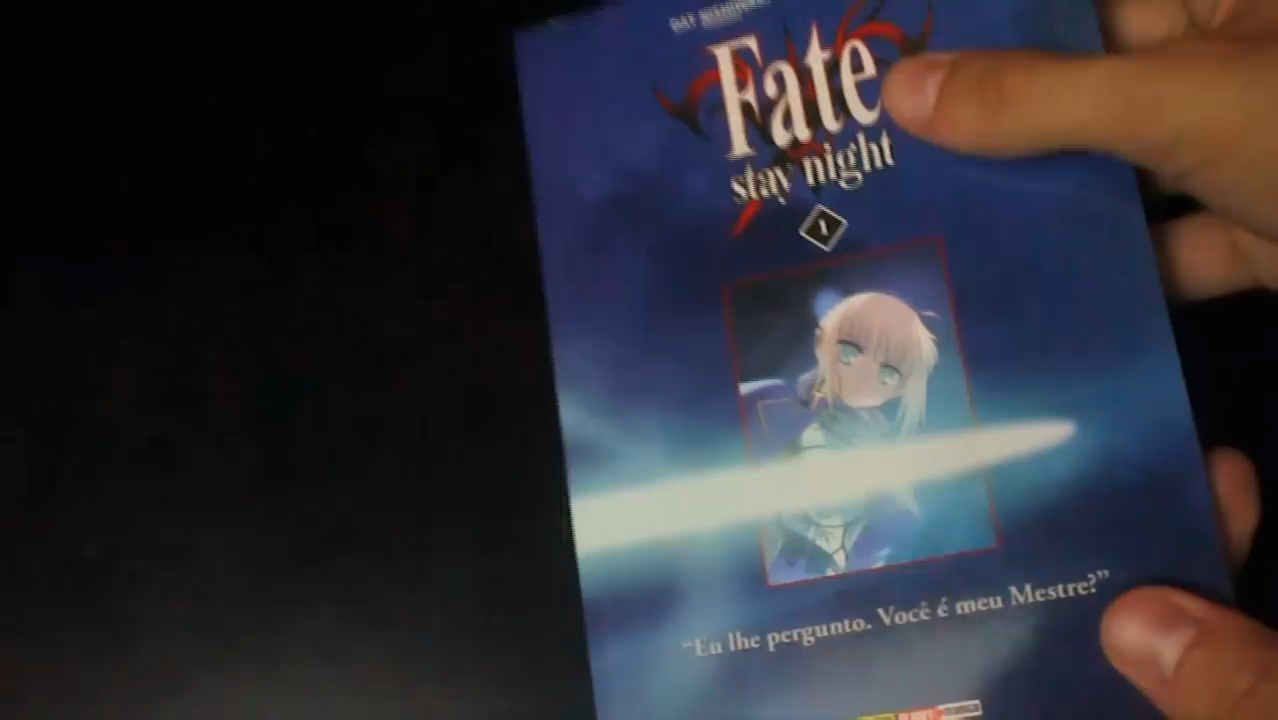 Fate
stay night
1
“Eu lhe pergunto. Você é meu Mestre?”